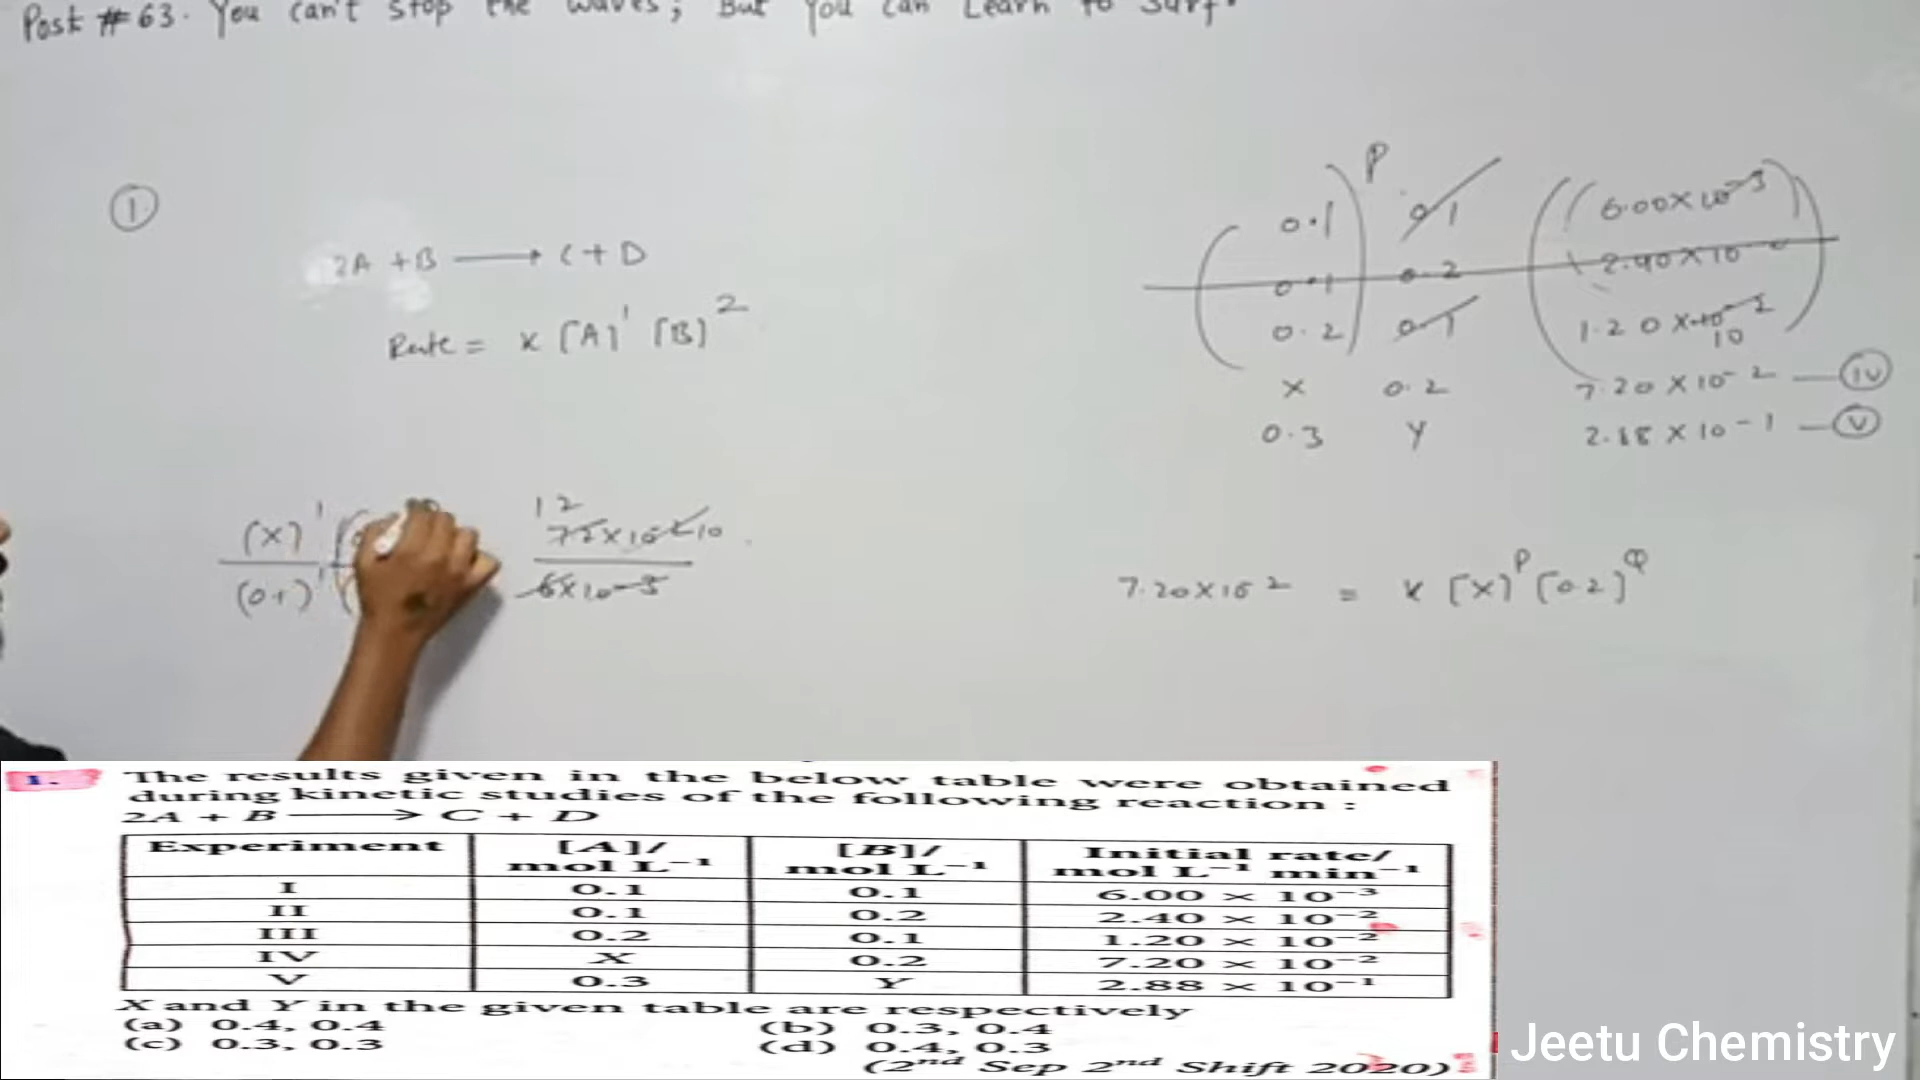 Post #63. You can't stop the waves; But you can Learn to Surf.
1
2A + B ⟶ C + D
Rate = K [A]¹ [B]²
P
0.1 0.1 6.00×10⁻³
0.1 0.2 2.40×10
0.2 0.1 1.20×10⁻²
10
X 0.2 7.20×10⁻² — IV
0.3 Y 2.88×10⁻¹ — V
12
(X)¹ 72×10⁻² 10
(0.1)¹ 6×10⁻³
7.20×10⁻² = K [X]ᴾ [0.2]^Q
1. The results given in the below table were obtained
during kinetic studies of the following reaction :
2A + B ⟶ C + D
Experiment [A]/ mol L⁻¹ [B]/ mol L⁻¹ Initial rate/ mol L⁻¹ min⁻¹
I 0.1 0.1 6.00 × 10⁻³
II 0.1 0.2 2.40 × 10⁻²
III 0.2 0.1 1.20 × 10⁻²
IV X 0.2 7.20 × 10⁻²
V 0.3 Y 2.88 × 10⁻¹
X and Y in the given table are respectively
(a) 0.4, 0.4 (b) 0.3, 0.4
(c) 0.3, 0.3 (d) 0.4, 0.3
(2nd Sep 2nd Shift 2020)
Jeetu Chemistry